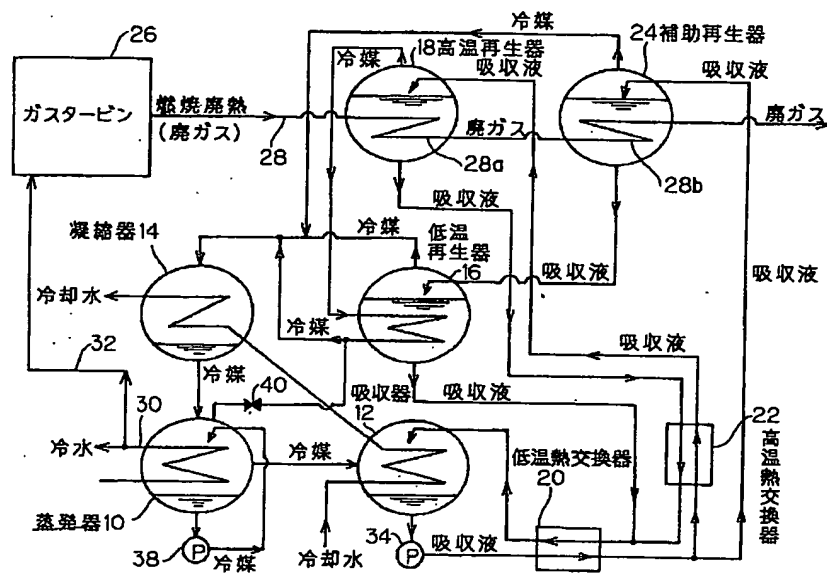 冷媒
26
冷媒
18高温再生器
24補助再生器
吸収液
吸収液
ガスタービン
燃焼廃熱
(廃ガス)
28
廃ガス
廃ガス
28a
28b
吸収液
凝縮器14
冷媒
低温
再生器
16
吸収液
吸収液
冷却水
冷媒
吸収液
32
冷媒
40
吸収器
12
吸収液
22
高温熱交換器
30
冷水
冷媒
低温熱交換器
20
蒸発器10
38
P
冷媒
冷却水
34
P
吸収液